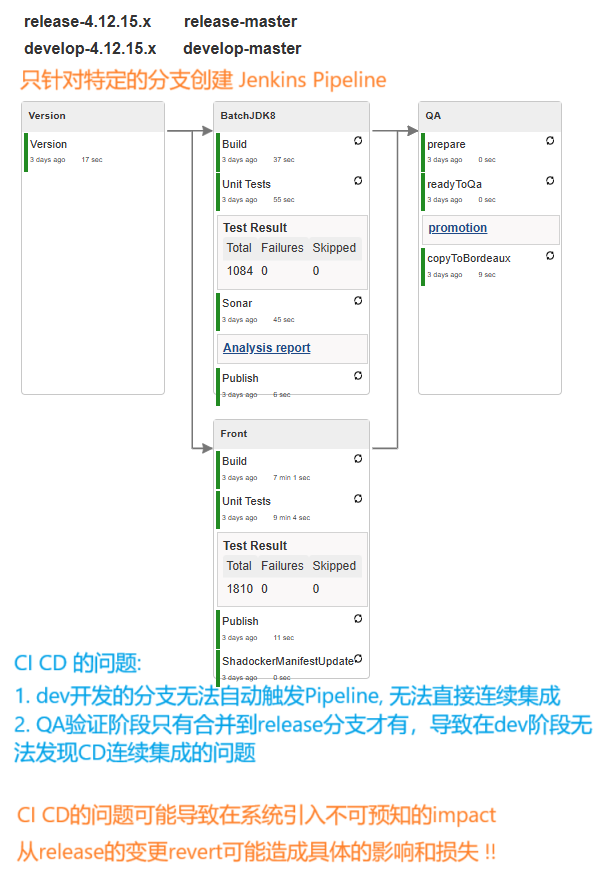 release-4.12.15.x release-master
develop-4.12.15.x develop-master
只针对特定的分支创建 Jenkins Pipeline
Version
Version
3 days ago 17 sec
BatchJDK8
Build
3 days ago 37 sec
Unit Tests
3 days ago 55 sec
Test Result
Total Failures Skipped
1084 0 0
Sonar
3 days ago 45 sec
Analysis report
Publish
3 days ago 6 sec
QA
prepare
3 days ago 0 sec
readyToQa
3 days ago 0 sec
promotion
copyToBordeaux
3 days ago 9 sec
Front
Build
3 days ago 7 min 1 sec
Unit Tests
3 days ago 9 min 4 sec
Test Result
Total Failures Skipped
1810 0 0
Publish
3 days ago 11 sec
ShadockerManifestUpdate
3 days ago 0 sec
CI CD 的问题:
1. dev开发的分支无法自动触发Pipeline, 无法直接连续集成
2. QA验证阶段只有合并到release分支才有，导致在dev阶段无
法发现CD连续集成的问题
CI CD的问题可能导致在系统引入不可预知的impact
从release的变更revert可能造成具体的影响和损失 !!